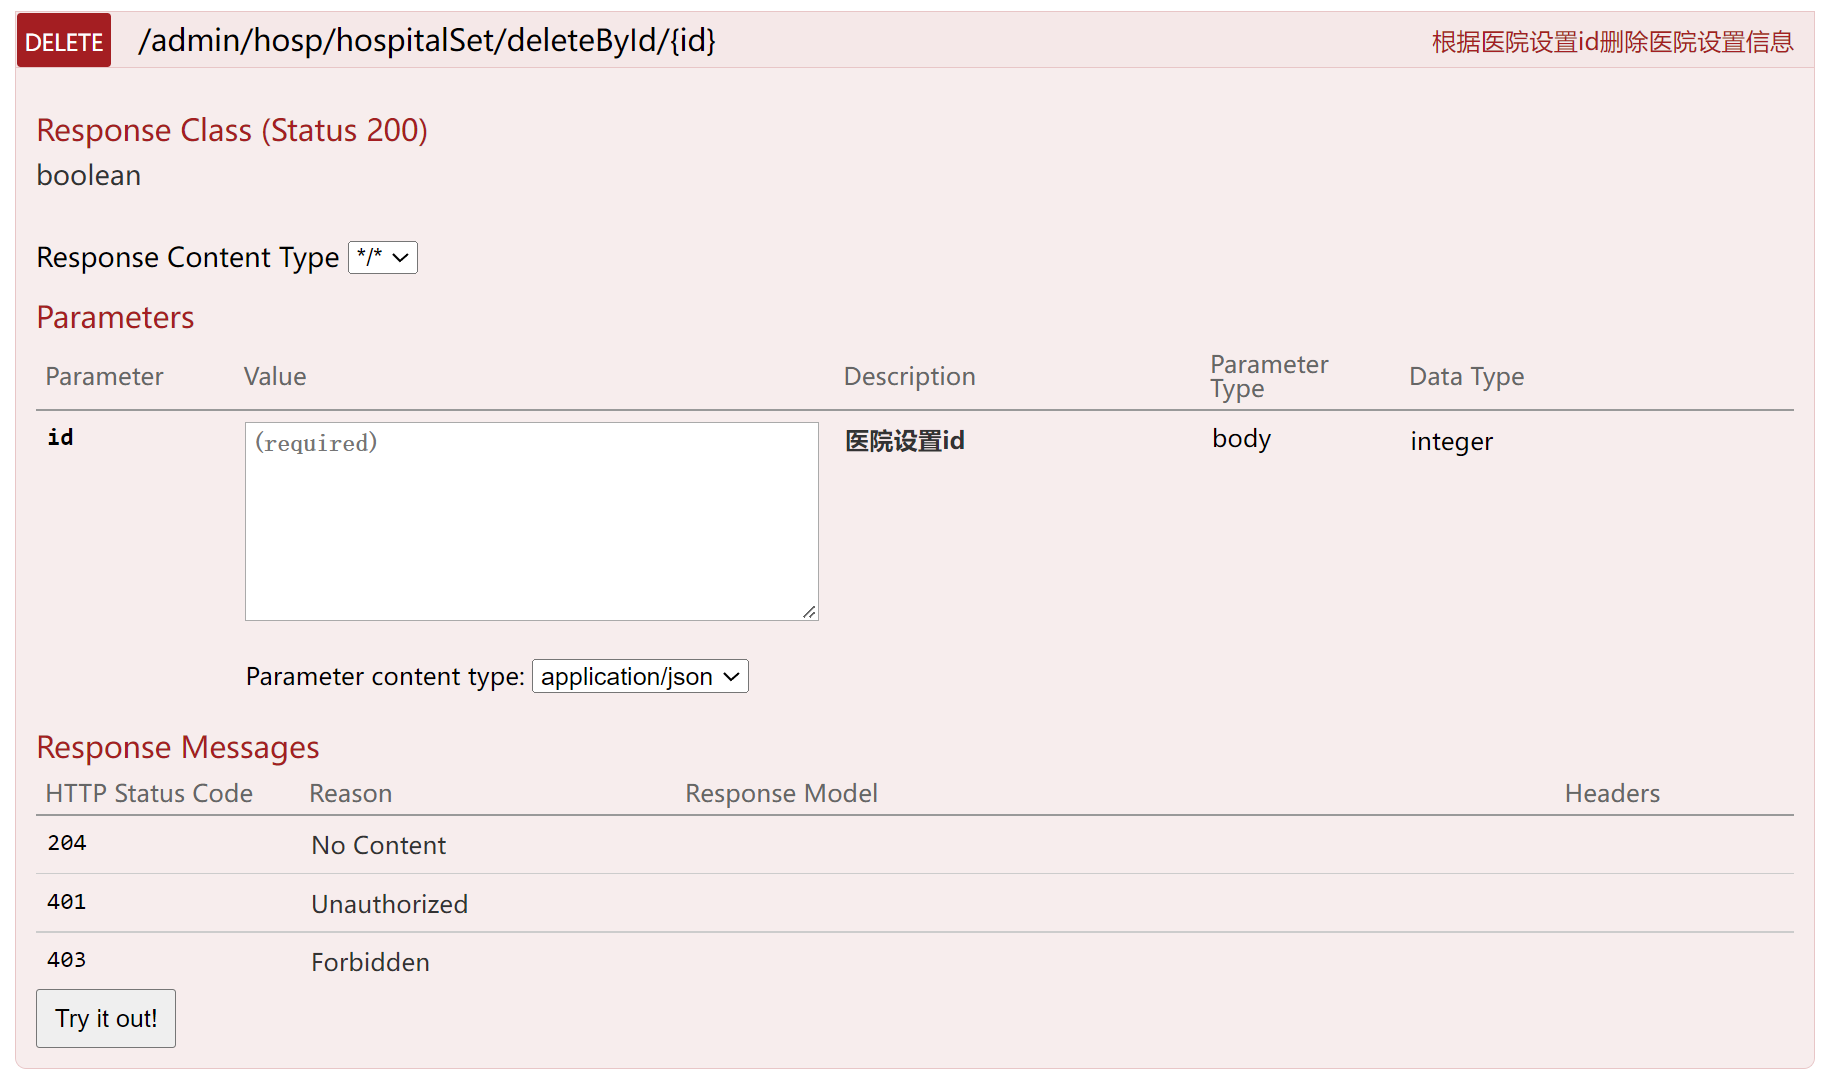 DELETE /admin/hosp/hospitalSet/deleteById/{id} 根据医院设置id删除医院设置信息
Response Class (Status 200)
boolean
Response Content Type */*
Parameters
Parameter Value Description Parameter Type Data Type
id (required) 医院设置id body integer
Parameter content type: application/json
Response Messages
HTTP Status Code Reason Response Model Headers
204 No Content
401 Unauthorized
403 Forbidden
Try it out!